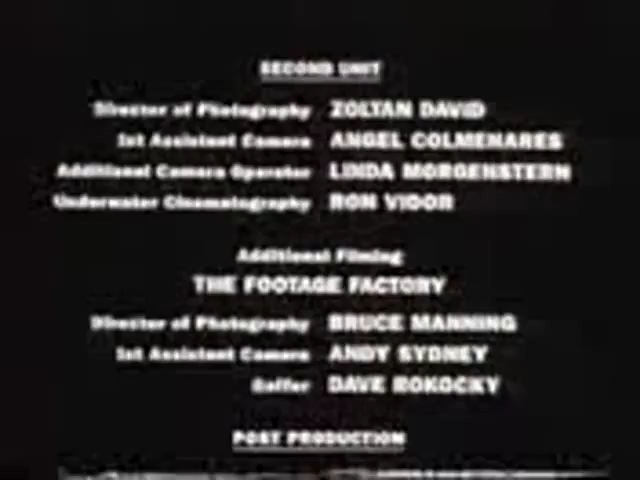 SECOND UNIT
Director of Photography ZOLTAN DAVID
1st Assistant Camera ANGEL COLMENARES
Additional Camera Operator LINDA MORGENSTERN
Underwater Cinematography RON VIDOR
Additional Filming
THE FOOTAGE FACTORY
Director of Photography BRUCE MANNING
1st Assistant Camera ANDY SYDNEY
Gaffer DAVE ROKOCKY
POST PRODUCTION